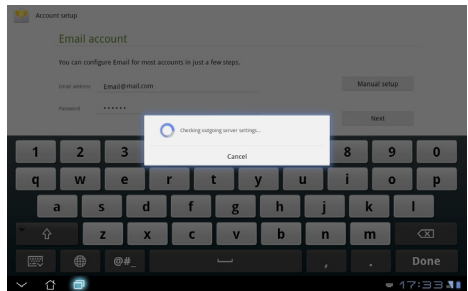 Account setup
Email account
You can configure Email for most accounts in just a few steps.
Email address
Email@mail.com
Manual setup
Password
••••••
Checking outgoing server settings...
Next
Cancel
1 2 3 8 9 0
q w e r t y u i o p
a s d f g h j k l
z x c v b n m
@#_ , . Done
17:33